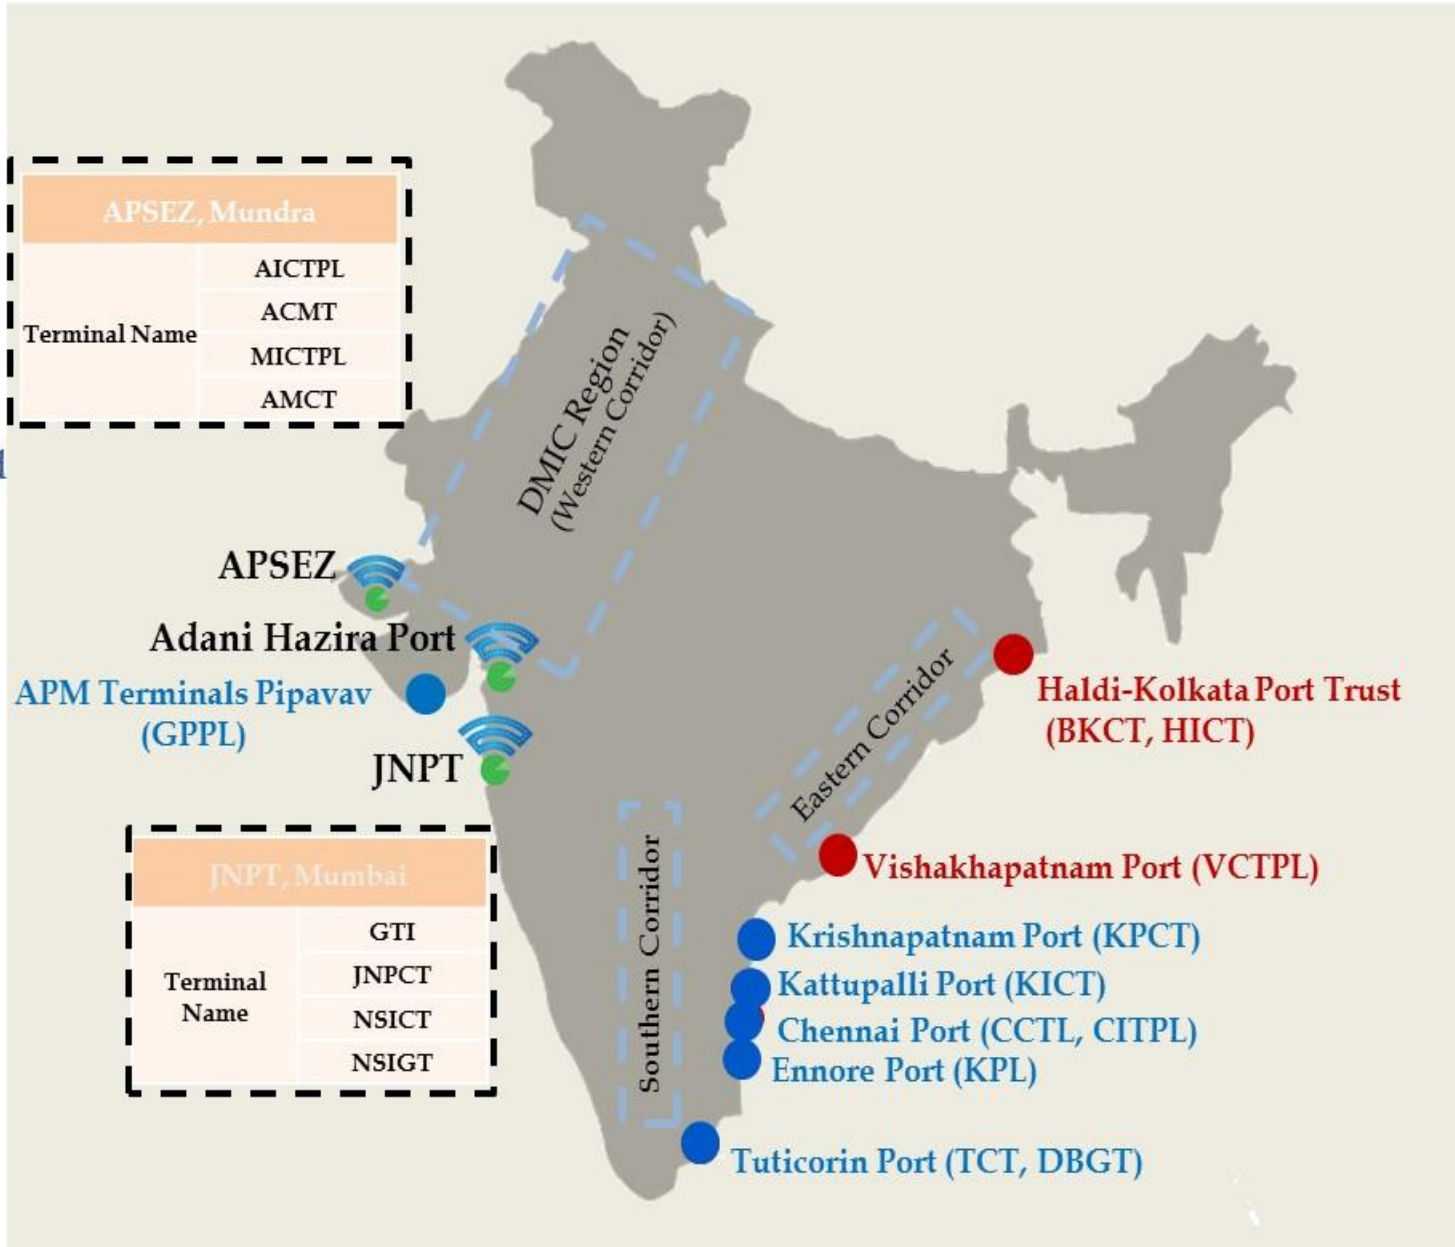 APSEZ, Mundra
Terminal Name
AICTPL
ACMT
MICTPL
AMCT
DMIC Region
(Western Corridor)
APSEZ
Adani Hazira Port
APM Terminals Pipavav
(GPPL)
JNPT
JNPT, Mumbai
Terminal
Name
GTI
JNPCT
NSICT
NSIGT
Southern Corridor
Eastern Corridor
Haldi-Kolkata Port Trust
(BKCT, HICT)
Vishakhapatnam Port (VCTPL)
Krishnapatnam Port (KPCT)
Kattupalli Port (KICT)
Chennai Port (CCTL, CITPL)
Ennore Port (KPL)
Tuticorin Port (TCT, DBGT)